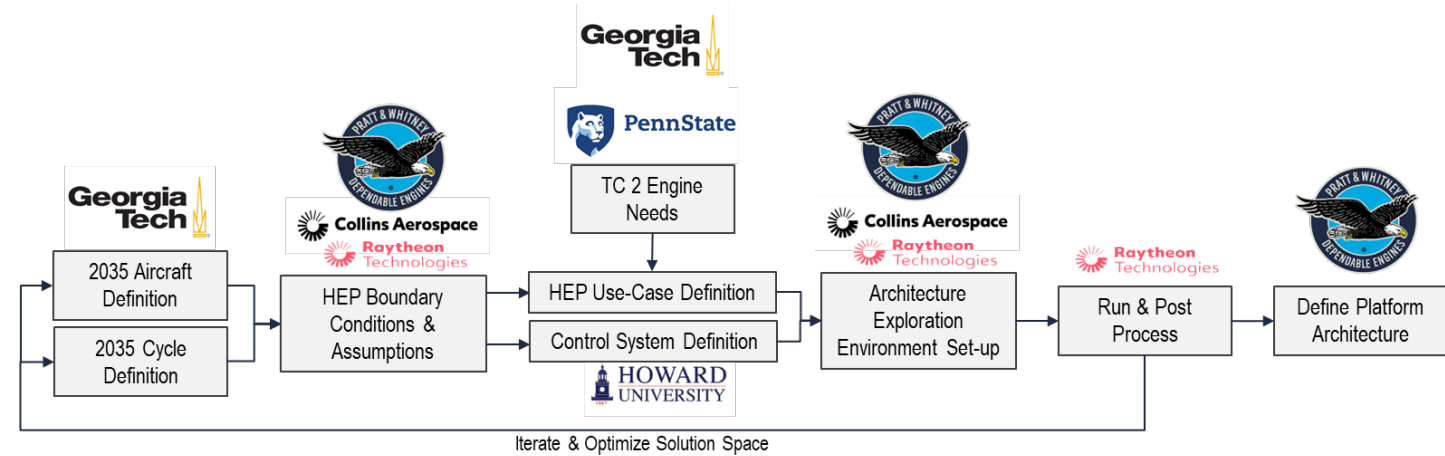 Georgia
Tech
2035 Aircraft
Definition
2035 Cycle
Definition
PRATT & WHITNEY
DEPENDABLE ENGINES
Collins Aerospace
Raytheon
Technologies
HEP Boundary
Conditions &
Assumptions
Georgia
Tech
PennState
TC 2 Engine
Needs
HEP Use-Case Definition
Control System Definition
HOWARD
UNIVERSITY
PRATT & WHITNEY
DEPENDABLE ENGINES
Collins Aerospace
Raytheon
Technologies
Architecture
Exploration
Environment Set-up
Raytheon
Technologies
Run & Post
Process
PRATT & WHITNEY
DEPENDABLE ENGINES
Define Platform
Architecture
Iterate & Optimize Solution Space